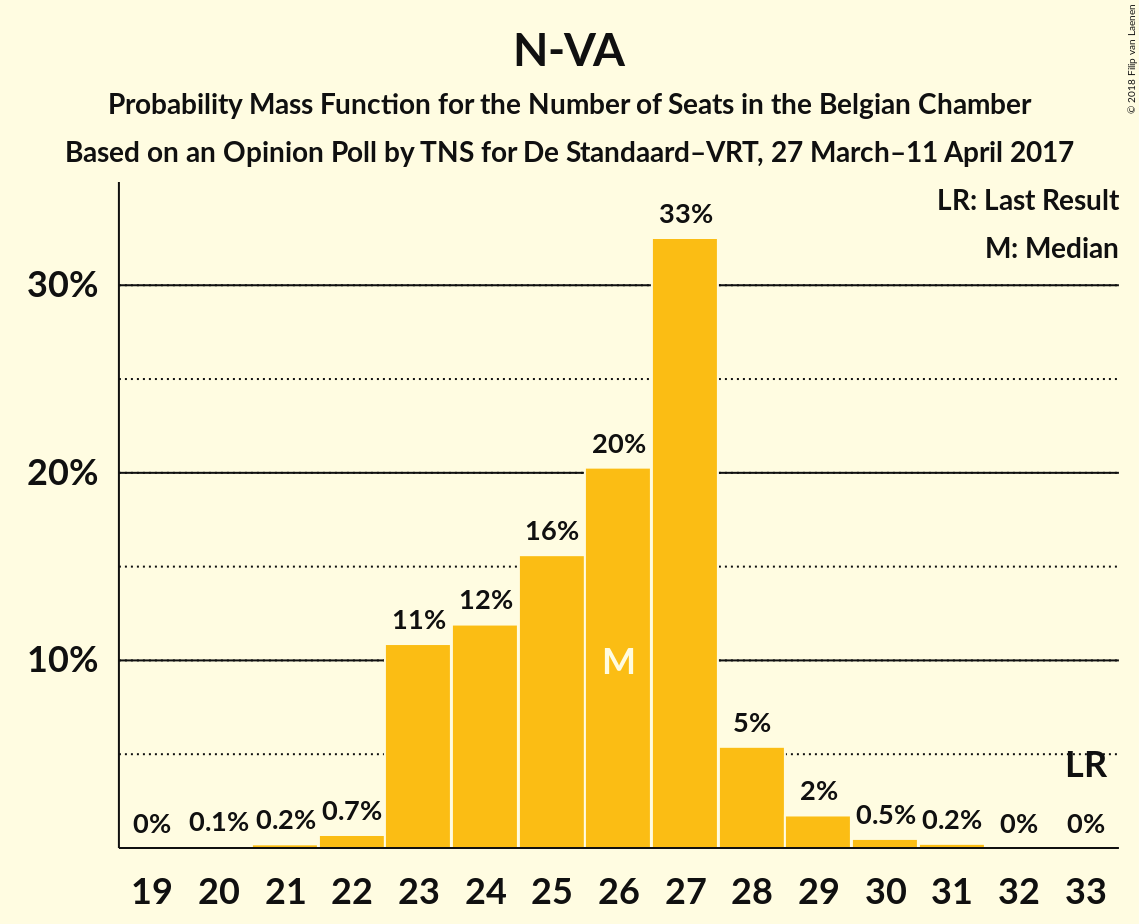 N-VA
Probability Mass Function for the Number of Seats in the Belgian Chamber
Based on an Opinion Poll by TNS for De Standaard–VRT, 27 March–11 April 2017
© 2018 Filip van Laenen
LR: Last Result
M: Median
30%
20%
10%
0% 0.1% 0.2% 0.7% 11% 12% 16% 20% 33% 5% 2% 0.5% 0.2% 0% 0%
M
LR
19 20 21 22 23 24 25 26 27 28 29 30 31 32 33